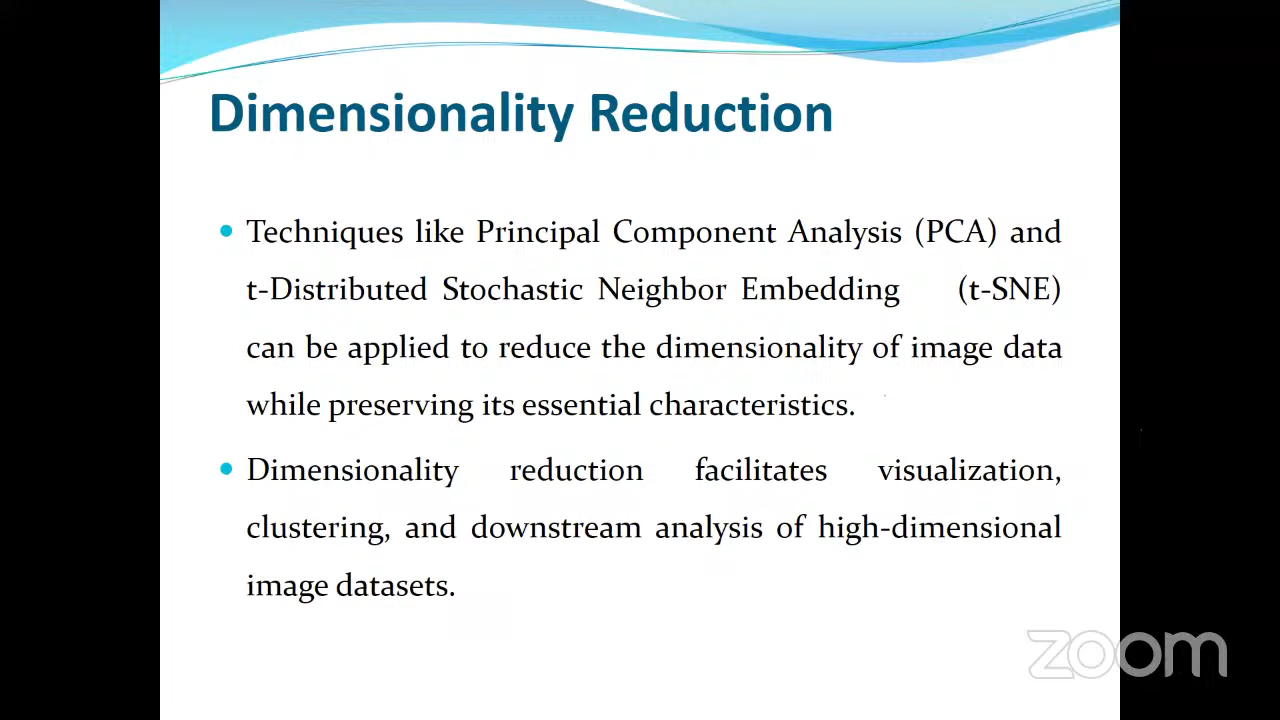 Dimensionality Reduction
• Techniques like Principal Component Analysis (PCA) and
t-Distributed Stochastic Neighbor Embedding (t-SNE)
can be applied to reduce the dimensionality of image data
while preserving its essential characteristics.
• Dimensionality reduction facilitates visualization,
clustering, and downstream analysis of high-dimensional
image datasets.
zoom